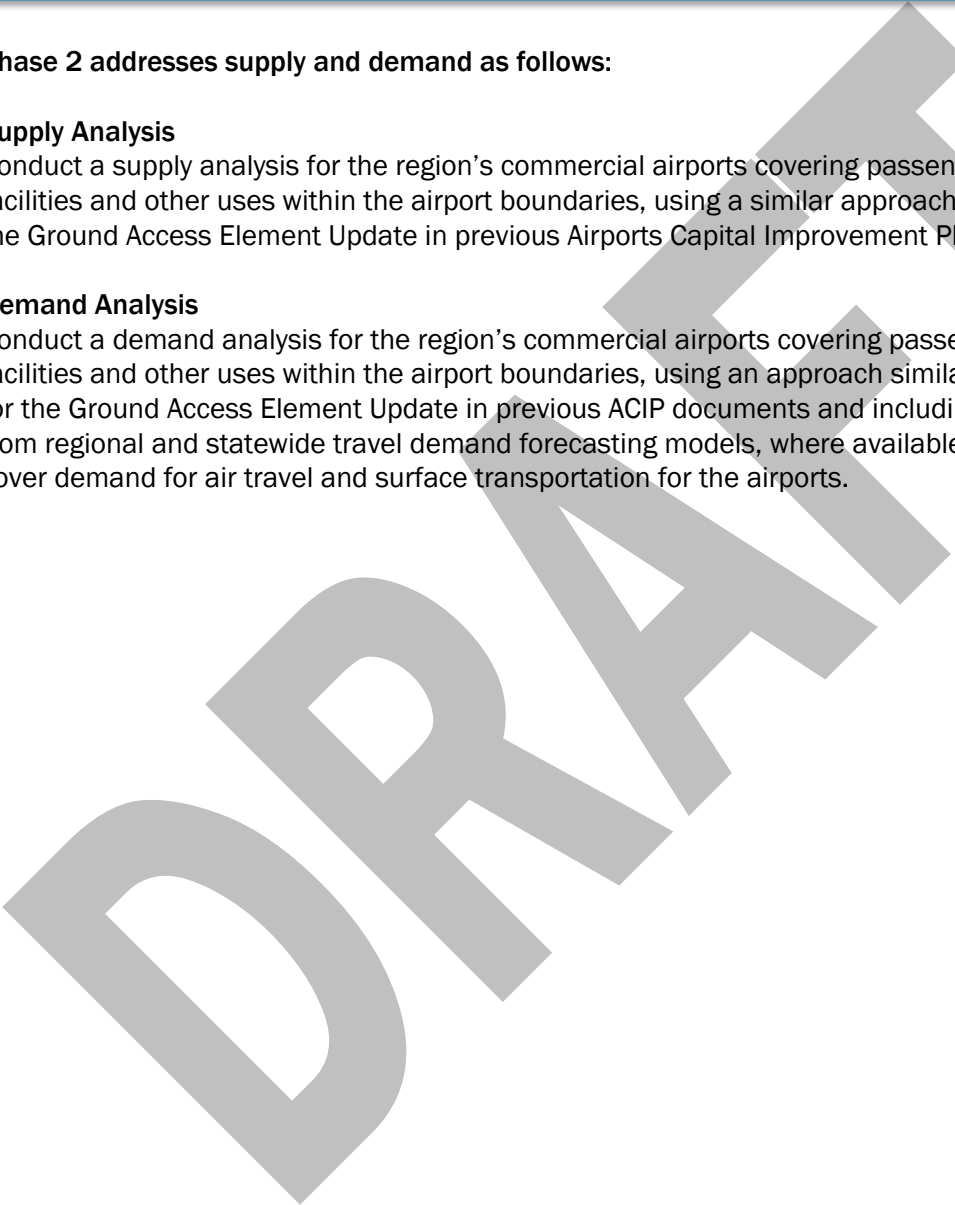 hase 2 addresses supply and demand as follows:
upply Analysis
onduct a supply analysis for the region's commercial airports covering passen
acilities and other uses within the airport boundaries, using a similar approach
he Ground Access Element Update in previous Airports Capital Improvement P
emand Analysis
onduct a demand analysis for the region's commercial airports covering passe
acilities and other uses within the airport boundaries, using an approach simila
or the Ground Access Element Update in previous ACIP documents and includi
om regional and statewide travel demand forecasting models, where available
over demand for air travel and surface transportation for the airports.
DRAFT